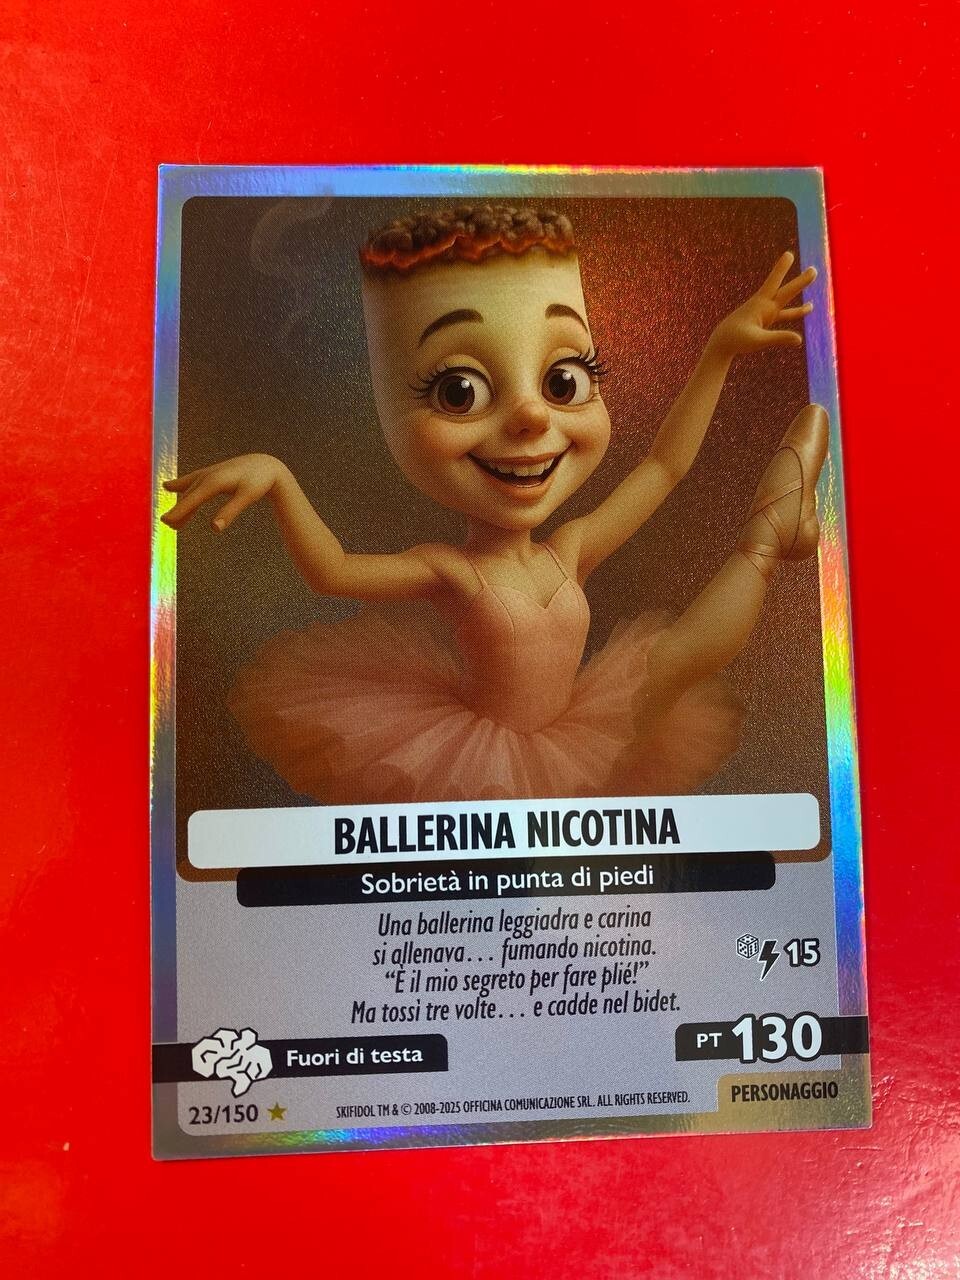 BALLERINA NICOTINA
Sobrietà in punta di piedi
Una ballerina leggiadra e carina
si allenava... fumando nicotina.
“È il mio segreto per fare plié!”
Ma tossì tre volte... e cadde nel bidet.
15
PT 130
Fuori di testa
PERSONAGGIO
23/150
SKIFIDOL TM & © 2008-2025 OFFICINA COMUNICAZIONE SRL. ALL RIGHTS RESERVED.